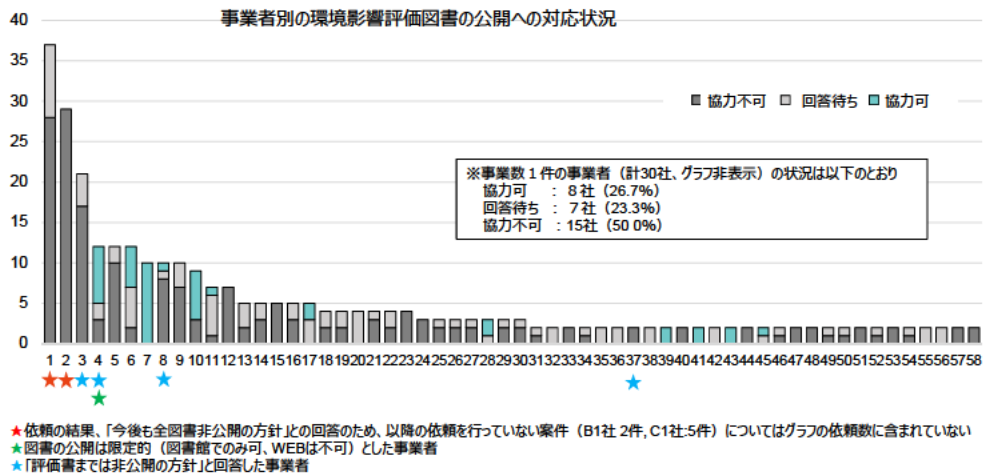 事業者別の環境影響評価図書の公開への対応状況
40
35
30
25
20
15
10
5
0
■ 協力不可 □ 回答待ち ■ 協力可
※事業数1件の事業者（計30社、グラフ非表示）の状況は以下のとおり
協力可 : 8社（26.7%）
回答待ち : 7社（23.3%）
協力不可 : 15社（50 0%）
1 2 3 4 5 6 7 8 9 10 11 12 13 14 15 16 17 18 19 20 21 22 23 24 25 26 27 28 29 30 31 32 33 34 35 36 37 38 39 40 41 42 43 44 45 46 47 48 49 50 51 52 53 54 55 56 57 58
★依頼の結果、「今後も全図書非公開の方針」との回答のため、以降の依頼を行っていない案件（B1社 2件, C1社:5件）についてはグラフの依頼数に含まれていない
★図書の公開は限定的（図書館でのみ可、WEBは不可）とした事業者
★「評価書までは非公開の方針」と回答した事業者